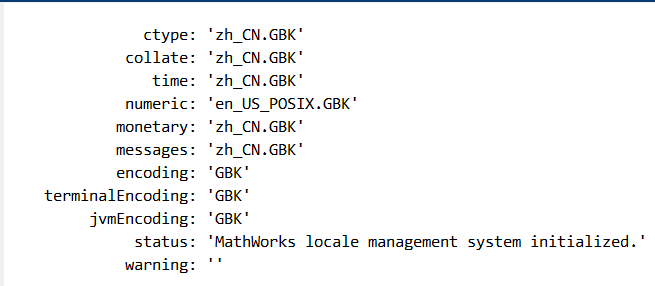 ctype: 'zh_CN.GBK'
collate: 'zh_CN.GBK'
time: 'zh_CN.GBK'
numeric: 'en_US_POSIX.GBK'
monetary: 'zh_CN.GBK'
messages: 'zh_CN.GBK'
encoding: 'GBK'
terminalEncoding: 'GBK'
jvmEncoding: 'GBK'
status: 'MathWorks locale management system initialized.'
warning: ''